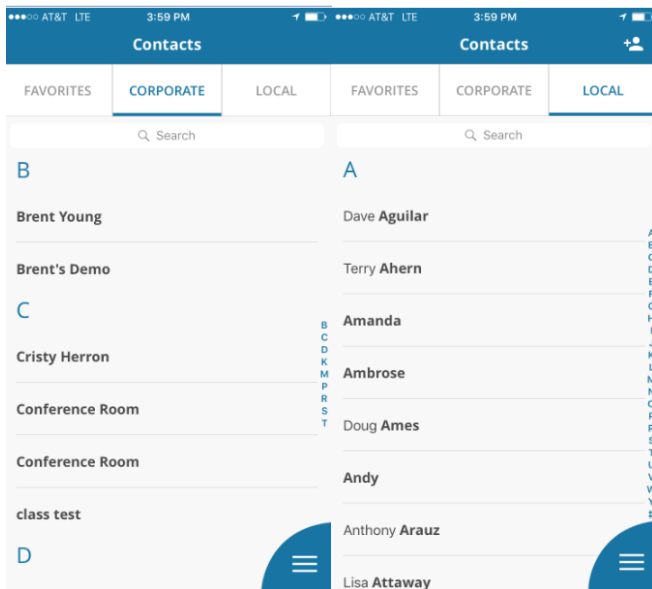 AT&T LTE 3:59 PM
Contacts
FAVORITES CORPORATE LOCAL
Search
B
Brent Young
Brent's Demo
C
Cristy Herron
Conference Room
Conference Room
class test
D
B
C
D
K
M
P
R
S
T
AT&T LTE 3:59 PM
Contacts
FAVORITES CORPORATE LOCAL
Search
A
Dave Aguilar
Terry Ahern
Amanda
Ambrose
Doug Ames
Andy
Anthony Arauz
Lisa Attaway